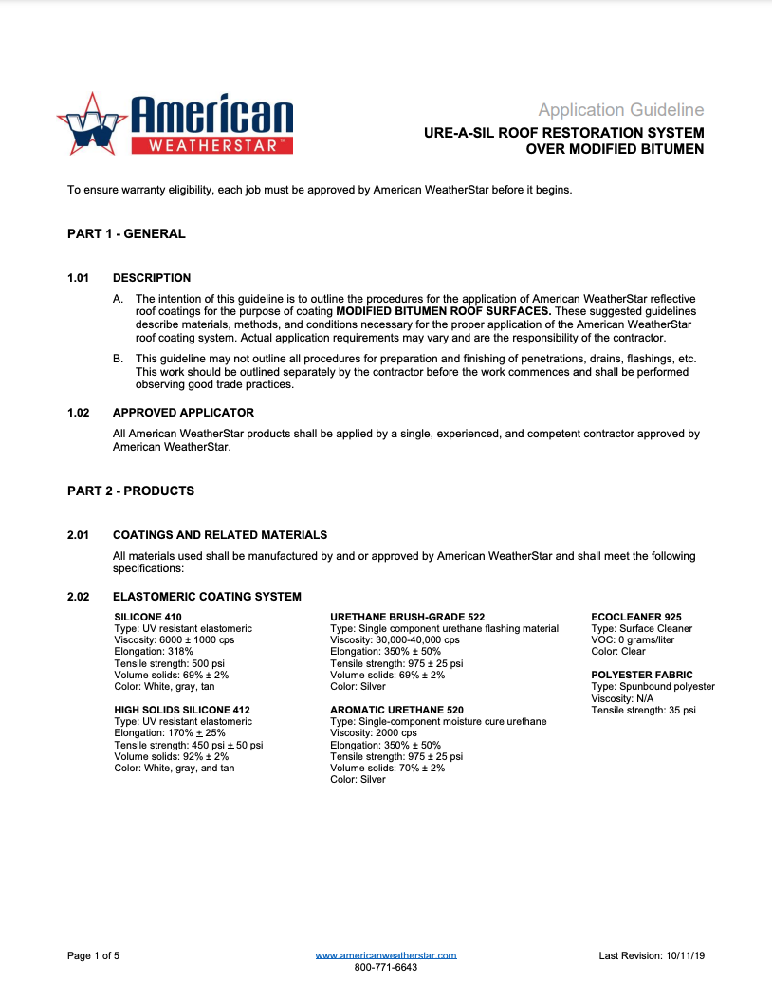 American
WEATHERSTAR™
Application Guideline
URE-A-SIL ROOF RESTORATION SYSTEM
OVER MODIFIED BITUMEN
To ensure warranty eligibility, each job must be approved by American WeatherStar before it begins.
PART 1 - GENERAL
1.01 DESCRIPTION
A. The intention of this guideline is to outline the procedures for the application of American WeatherStar reflective
roof coatings for the purpose of coating MODIFIED BITUMEN ROOF SURFACES. These suggested guidelines
describe materials, methods, and conditions necessary for the proper application of the American WeatherStar
roof coating system. Actual application requirements may vary and are the responsibility of the contractor.
B. This guideline may not outline all procedures for preparation and finishing of penetrations, drains, flashings, etc.
This work should be outlined separately by the contractor before the work commences and shall be performed
observing good trade practices.
1.02 APPROVED APPLICATOR
All American WeatherStar products shall be applied by a single, experienced, and competent contractor approved by
American WeatherStar.
PART 2 - PRODUCTS
2.01 COATINGS AND RELATED MATERIALS
All materials used shall be manufactured by and or approved by American WeatherStar and shall meet the following
specifications:
2.02 ELASTOMERIC COATING SYSTEM
SILICONE 410
Type: UV resistant elastomeric
Viscosity: 6000 ± 1000 cps
Elongation: 318%
Tensile strength: 500 psi
Volume solids: 69% ± 2%
Color: White, gray, tan
HIGH SOLIDS SILICONE 412
Type: UV resistant elastomeric
Elongation: 170% ± 25%
Tensile strength: 450 psi ± 50 psi
Volume solids: 92% ± 2%
Color: White, gray, and tan
URETHANE BRUSH-GRADE 522
Type: Single component urethane flashing material
Viscosity: 30,000-40,000 cps
Elongation: 350% ± 50%
Tensile strength: 975 ± 25 psi
Volume solids: 69% ± 2%
Color: Silver
AROMATIC URETHANE 520
Type: Single-component moisture cure urethane
Viscosity: 2000 cps
Elongation: 350% ± 50%
Tensile strength: 975 ± 25 psi
Volume solids: 70% ± 2%
Color: Silver
ECOCLEANER 925
Type: Surface Cleaner
VOC: 0 grams/liter
Color: Clear
POLYESTER FABRIC
Type: Spunbound polyester
Viscosity: N/A
Tensile strength: 35 psi
Page 1 of 5
www.americanweatherstar.com
800-771-6643
Last Revision: 10/11/19